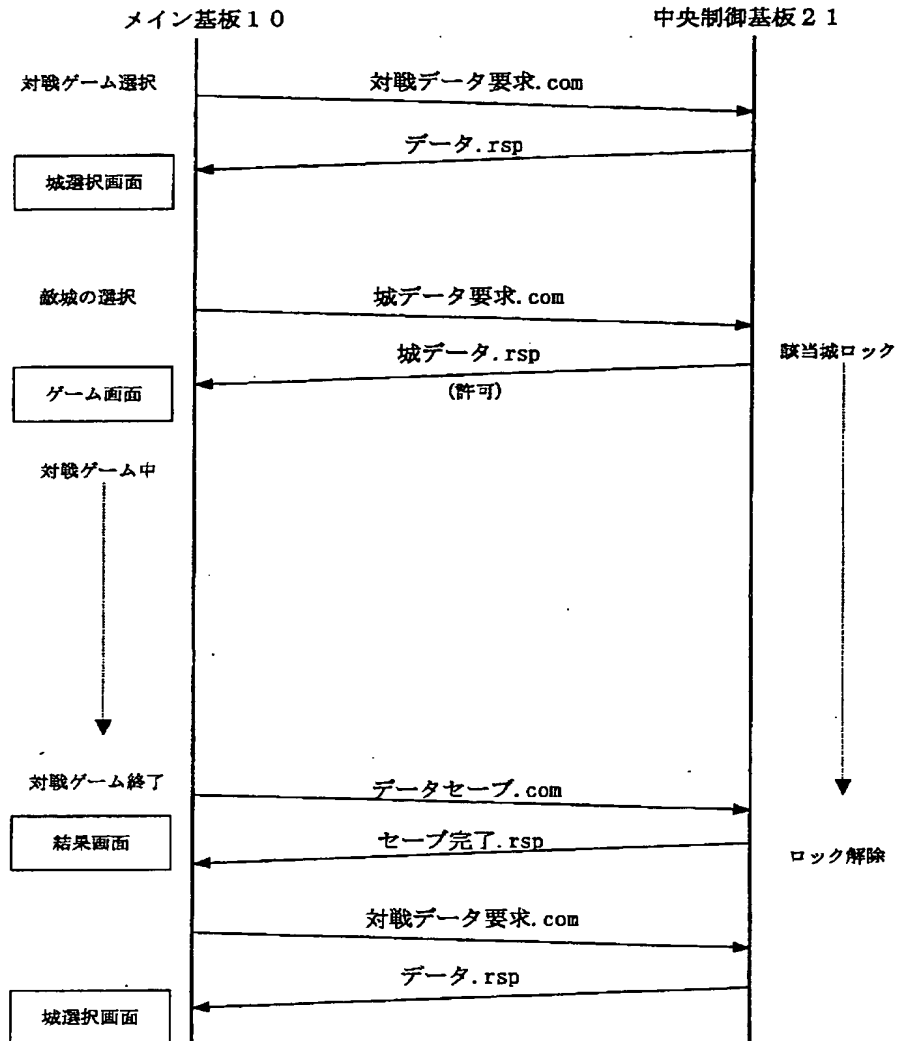 メイン基板１０
中央制御基板２１
対戦ゲーム選択
対戦データ要求.com
データ.rsp
城選択画面
敵城の選択
城データ要求.com
城データ.rsp
該当城ロック
(許可)
ゲーム画面
対戦ゲーム中
対戦ゲーム終了
データセーブ.com
結果画面
セーブ完了.rsp
ロック解除
対戦データ要求.com
データ.rsp
城選択画面